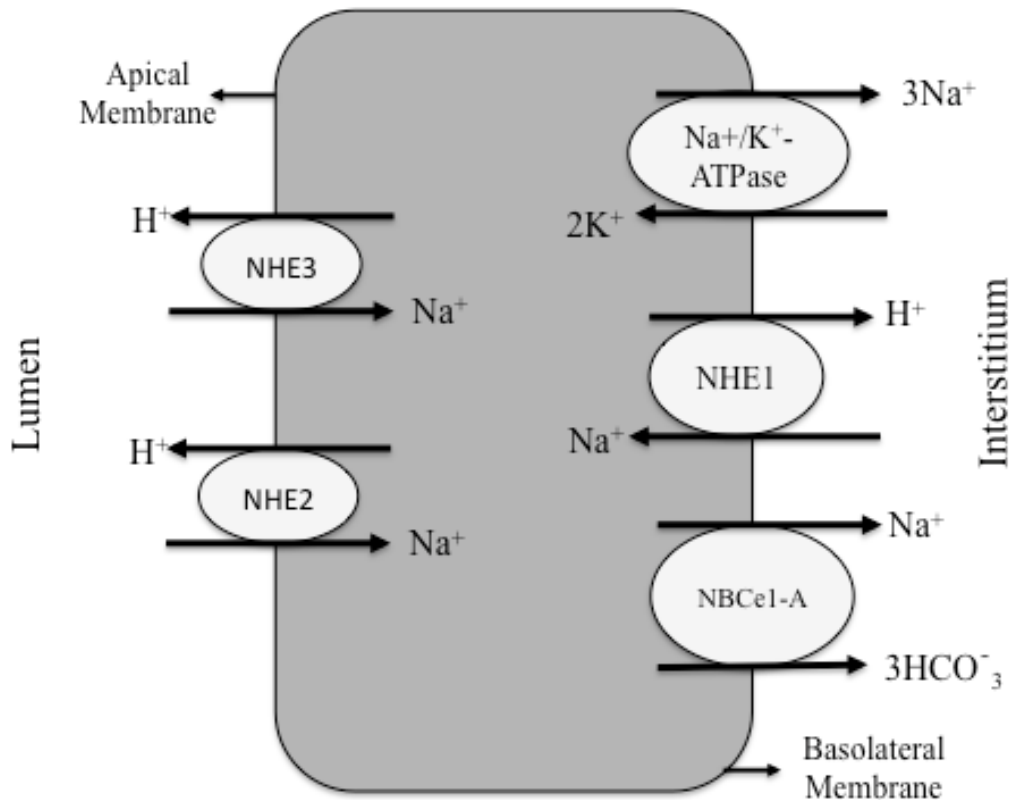 Apical
Membrane
3Na⁺
Na+/K⁺-
ATPase
H⁺
2K⁺
NHE3
Na⁺
H⁺
NHE1
Lumen
Interstitium
H⁺
Na⁺
NHE2
Na⁺
Na⁺
NBCe1-A
3HCO⁻₃
Basolateral
Membrane